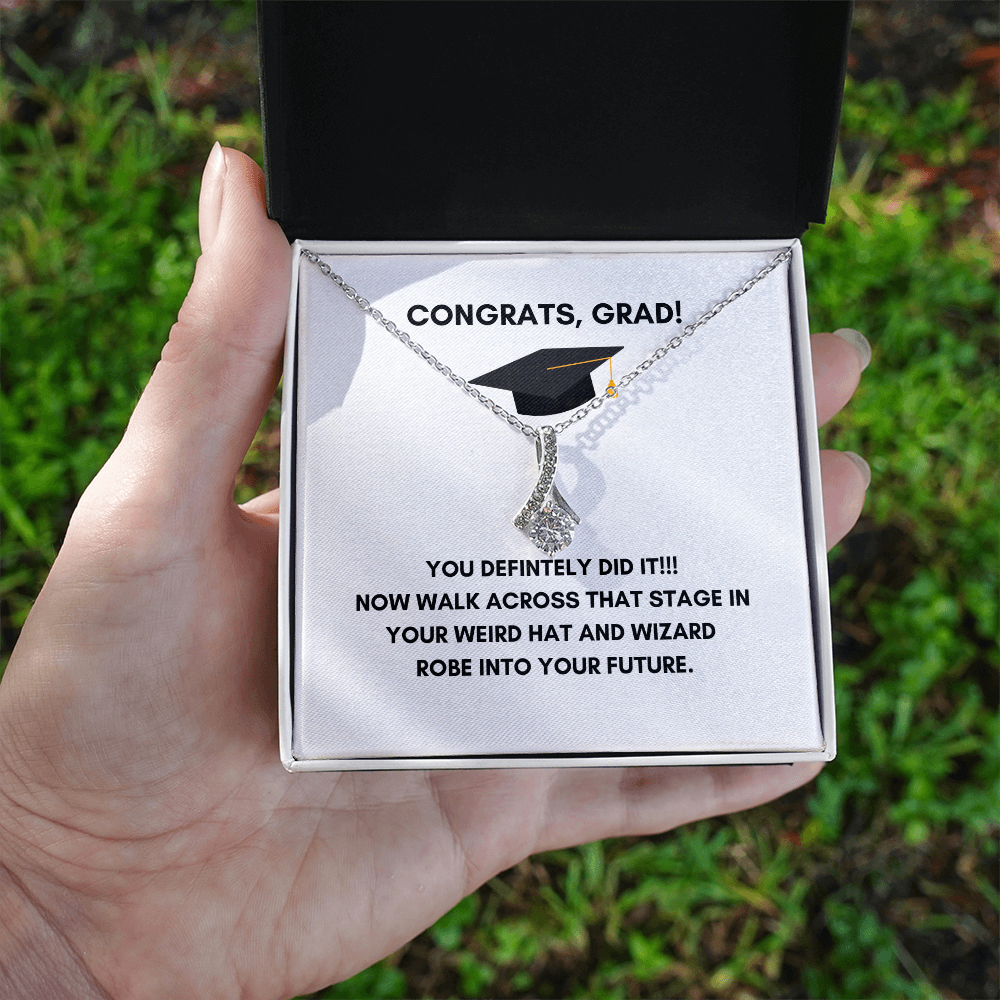 CONGRATS, GRAD!
YOU DEFINTELY DID IT!!!
NOW WALK ACROSS THAT STAGE IN
YOUR WEIRD HAT AND WIZARD
ROBE INTO YOUR FUTURE.